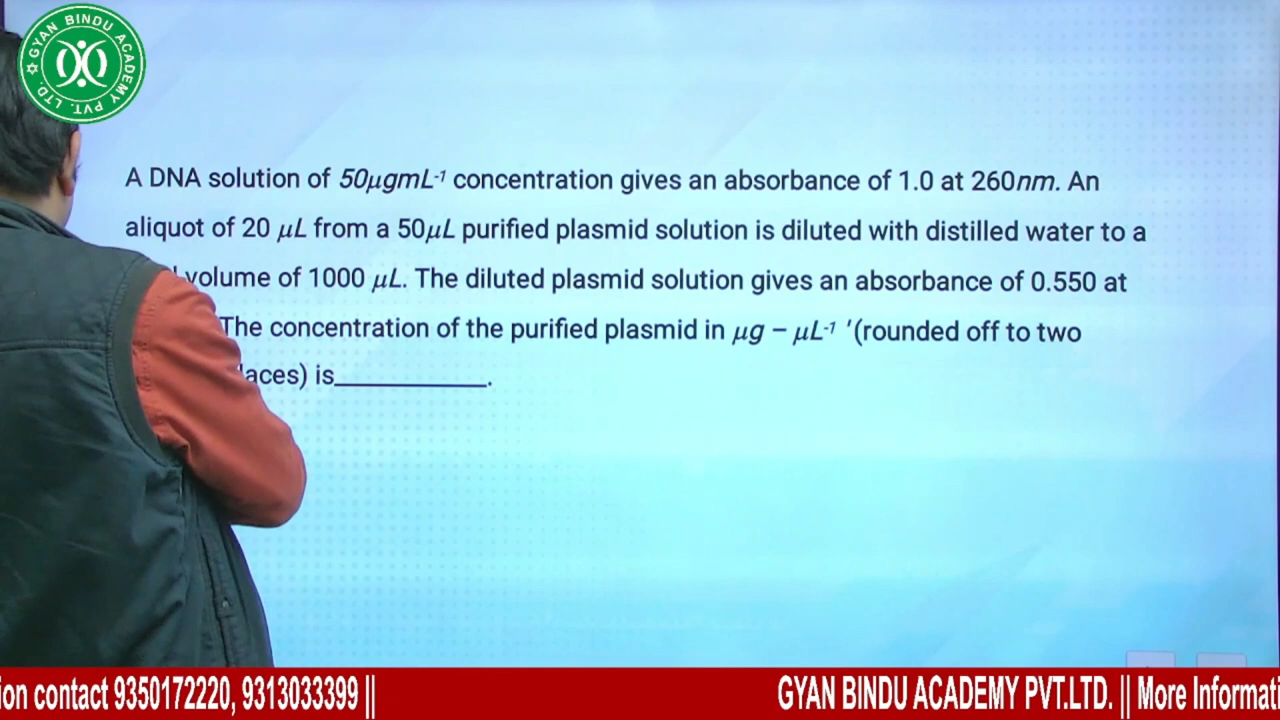 GYAN BINDU ACADEMY PVT. LTD.
A DNA solution of 50μgmL-1 concentration gives an absorbance of 1.0 at 260nm. An
aliquot of 20 μL from a 50μL purified plasmid solution is diluted with distilled water to a
volume of 1000 μL. The diluted plasmid solution gives an absorbance of 0.550 at
The concentration of the purified plasmid in μg – μL-1 '(rounded off to two
aces) is____________.
ion contact 9350172220, 9313033399 || GYAN BINDU ACADEMY PVT.LTD. || More Informati